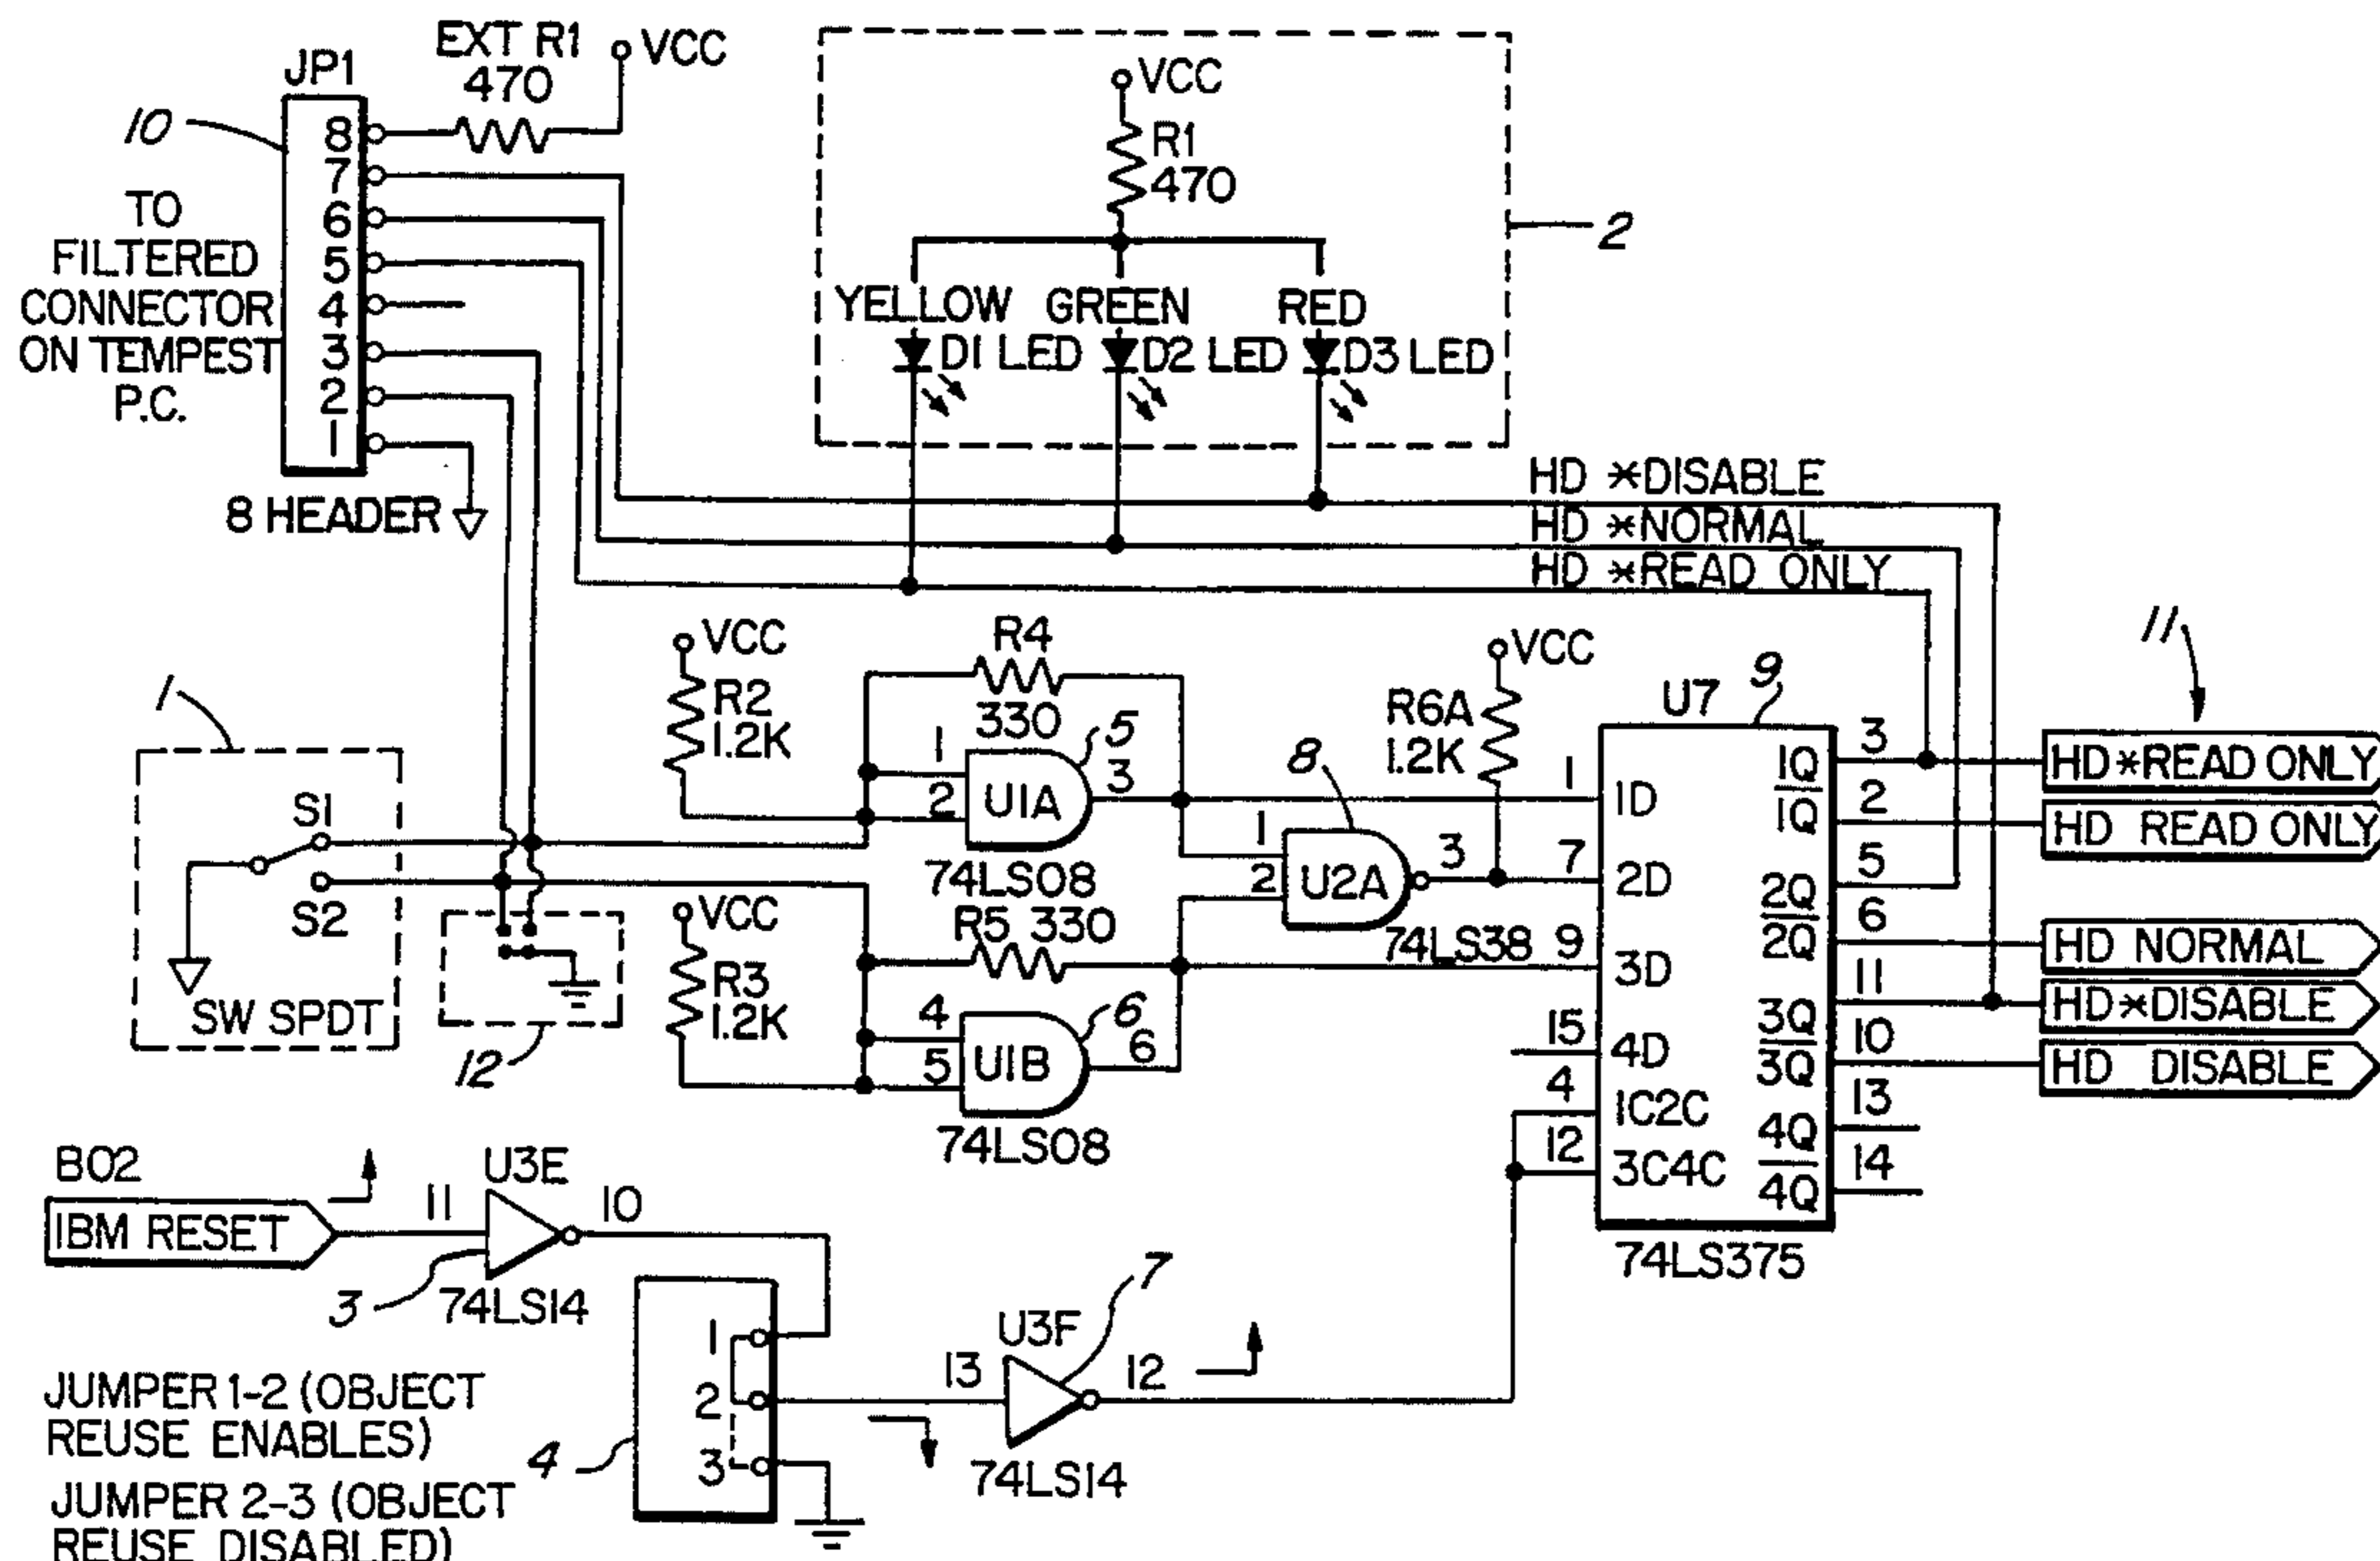 JP1
EXT R1
470
VCC
10
8
7
6
5
4
3
2
1
TO
FILTERED
CONNECTOR
ON TEMPEST
P.C.
8 HEADER
VCC
R1
470
2
YELLOW
GREEN
RED
D1 LED
D2 LED
D3 LED
HD *DISABLE
HD *NORMAL
HD *READ ONLY
1
S1
S2
SW SPDT
12
VCC
R2
1.2K
R4
330
1
2
U1A
3
5
74LS08
VCC
R3
1.2K
R5 330
4
5
U1B
6
6
74LS08
8
1
2
U2A
3
74LS38
VCC
R6A
1.2K
U7
9
1
1D
7
2D
9
3D
15
4D
4
1C2C
12
3C4C
1Q
3
1Q
2
2Q
5
2Q
6
3Q
11
3Q
10
4Q
13
4Q
14
74LS375
11
HD *READ ONLY
HD READ ONLY
HD NORMAL
HD *DISABLE
HD DISABLE
B02
IBM RESET
11
U3E
10
3
74LS14
4
1
2
3
13
U3F
12
7
74LS14
JUMPER 1-2 (OBJECT
REUSE ENABLES)
JUMPER 2-3 (OBJECT
REUSE DISABLED)